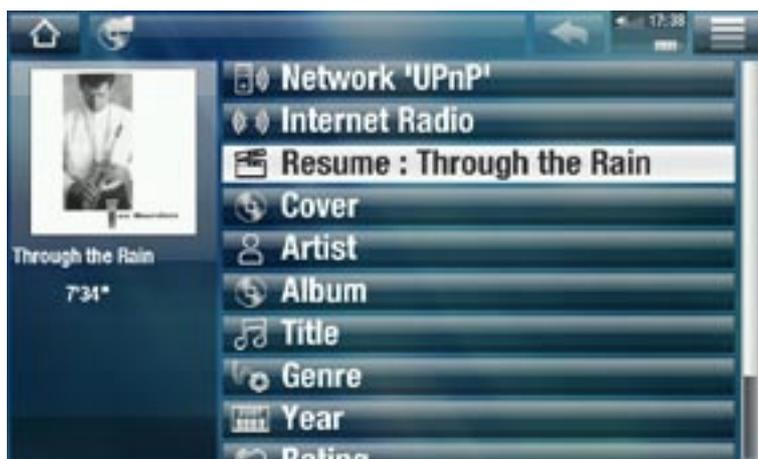 17:38
Network 'UPnP'
Internet Radio
Resume : Through the Rain
Cover
Artist
Album
Title
Genre
Year
Rating
Through the Rain
7'34"